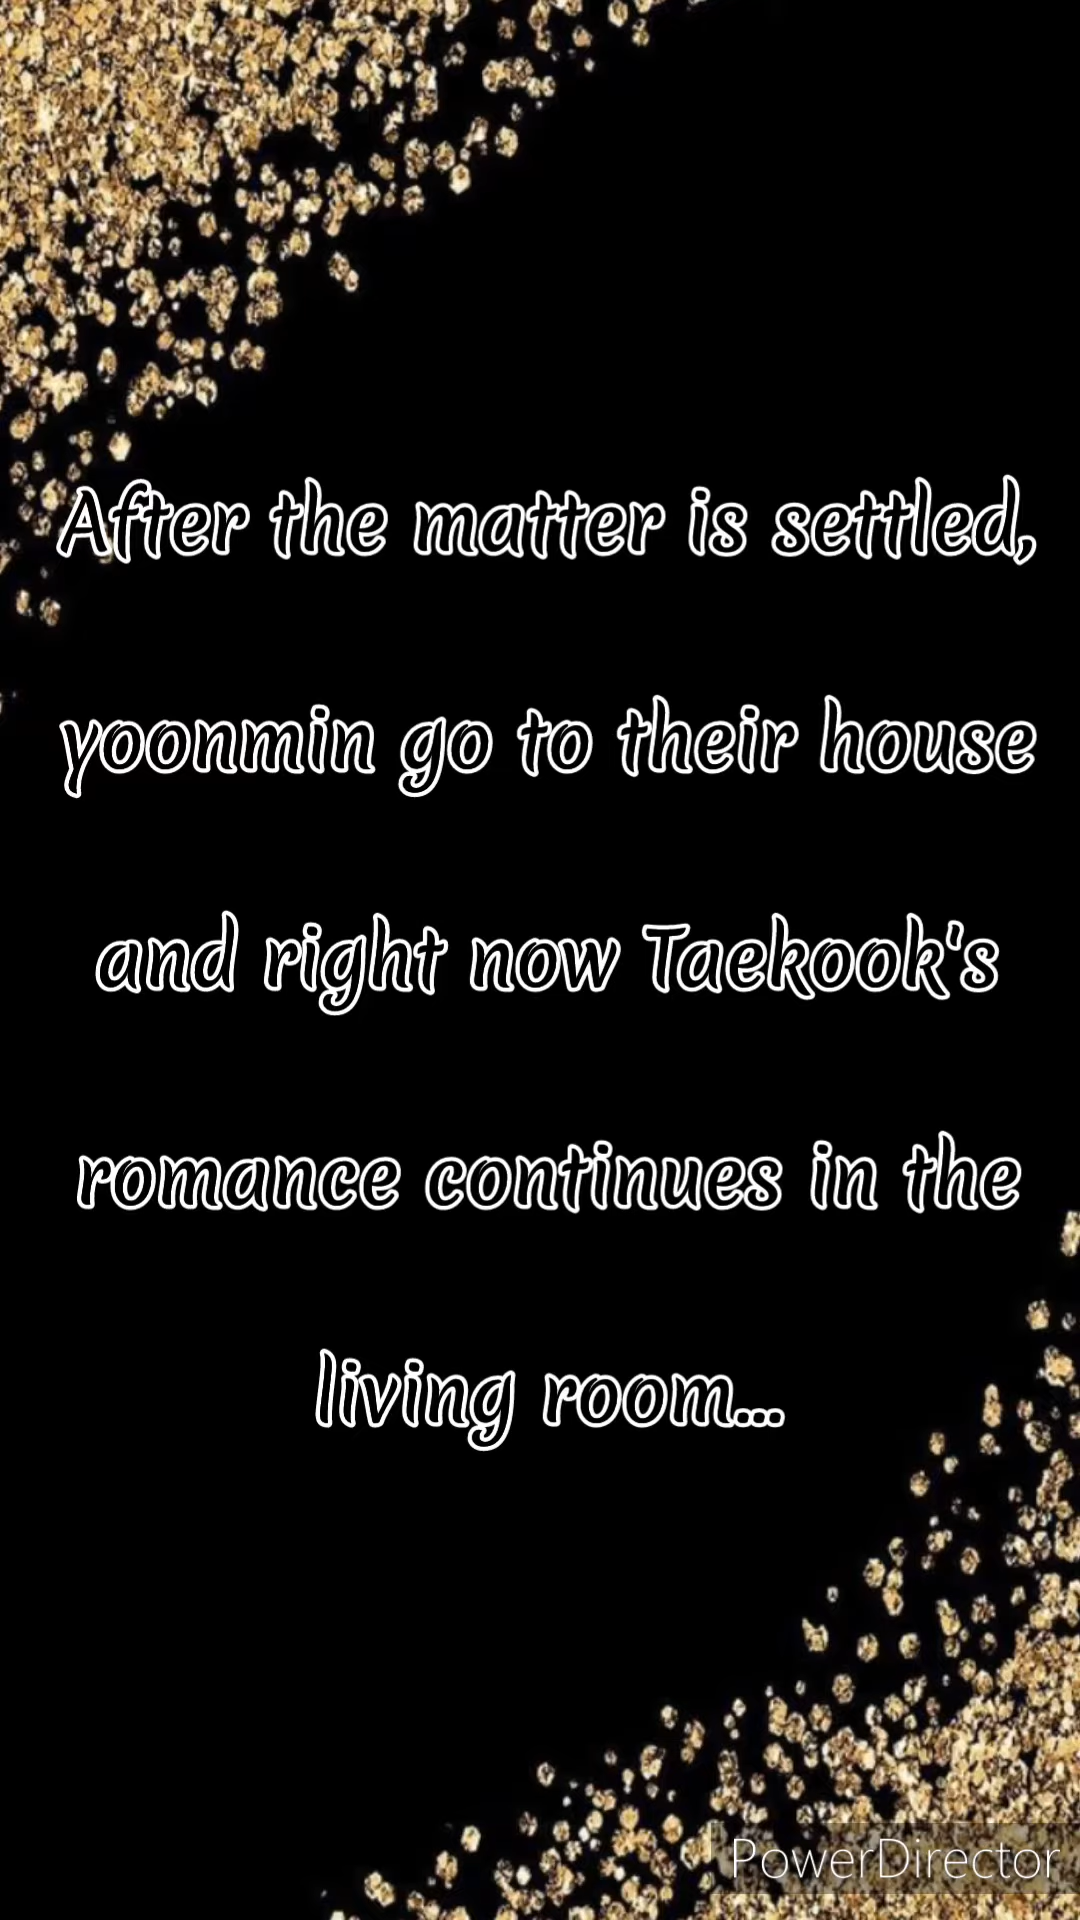 After the matter is settled,
yoonmin go to their house
and right now Taekook's
romance continues in the
living room...
PowerDirector